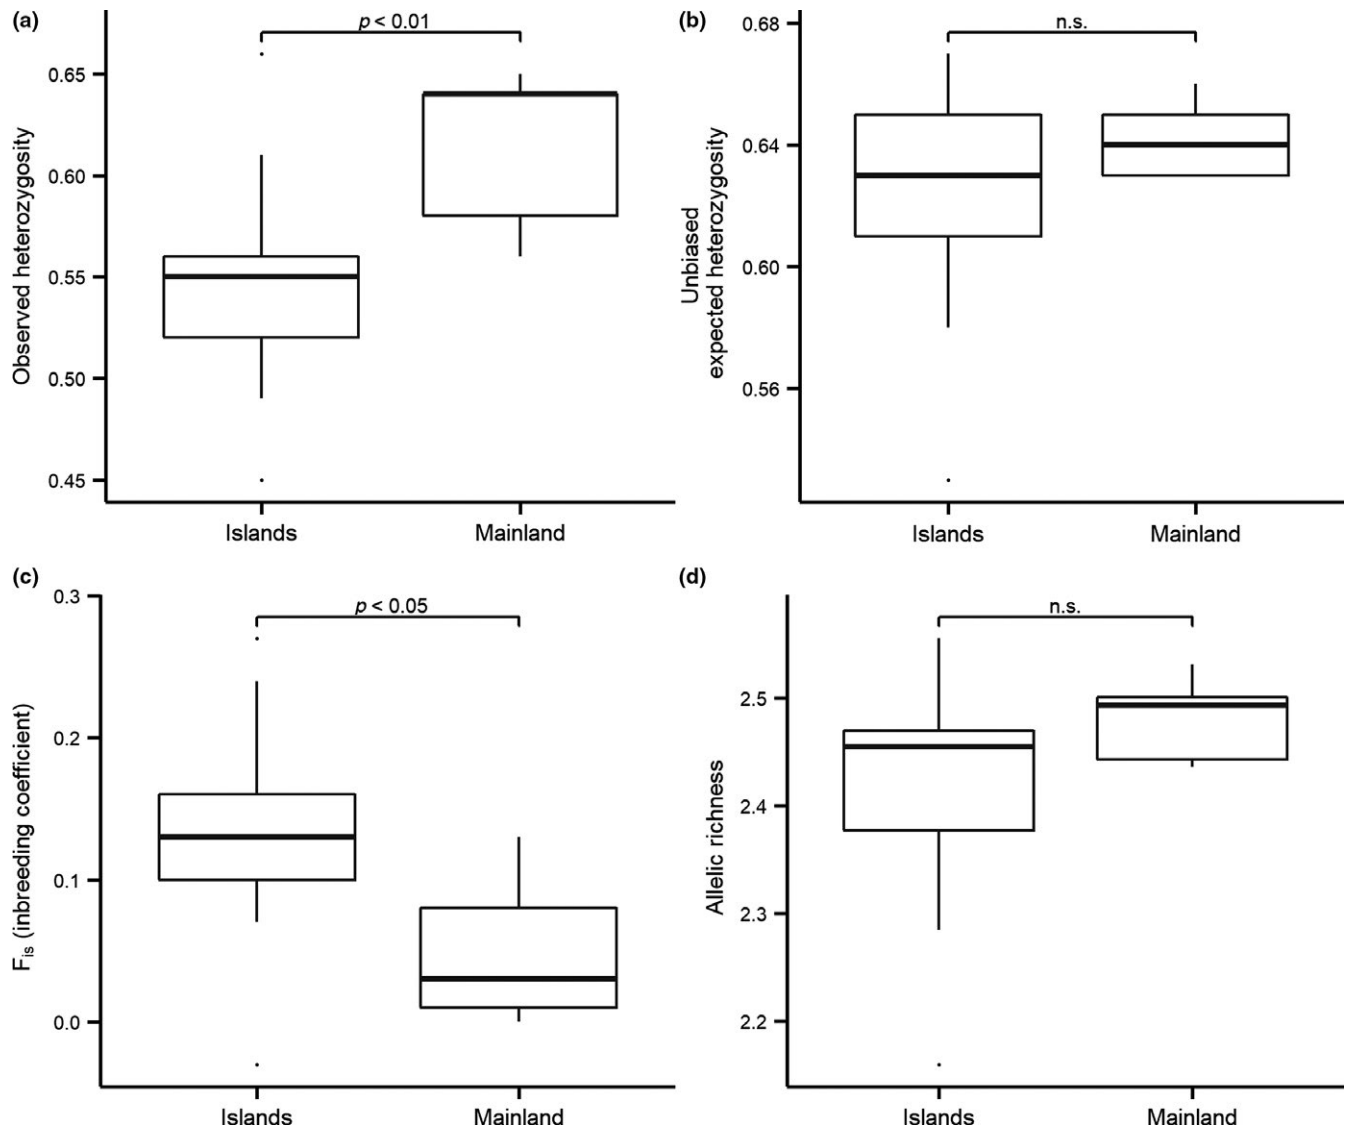 (a)
p < 0.01
0.65
0.60
0.55
0.50
0.45
Observed heterozygosity
Islands
Mainland
(b)
n.s.
0.68
0.64
0.60
0.56
Unbiased
expected heterozygosity
Islands
Mainland
(c)
p < 0.05
0.3
0.2
0.1
0.0
Fis (inbreeding coefficient)
Islands
Mainland
(d)
n.s.
2.5
2.4
2.3
2.2
Allelic richness
Islands
Mainland